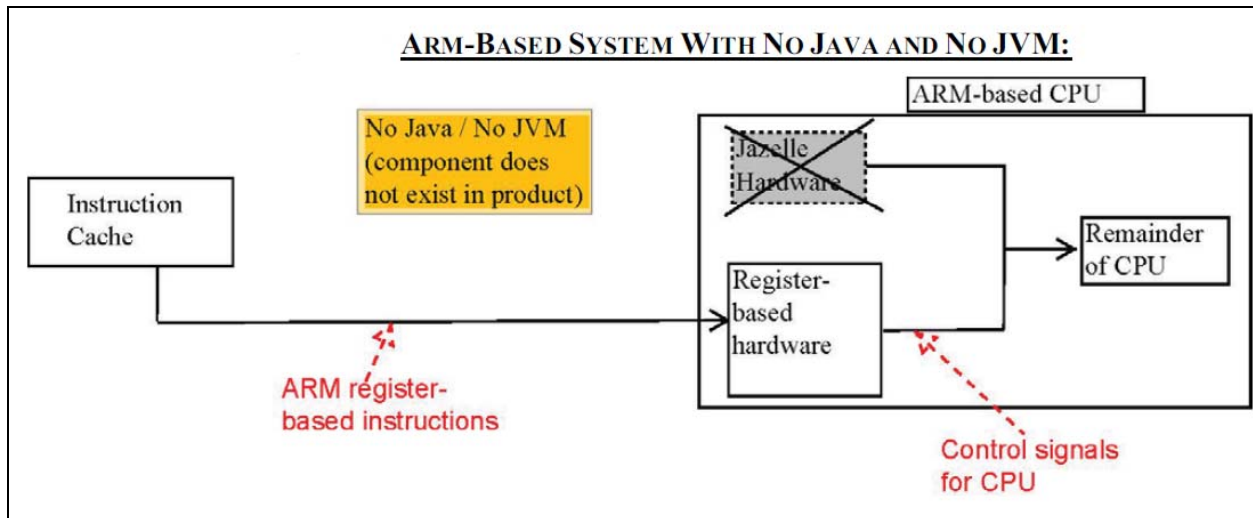 ARM-BASED SYSTEM WITH NO JAVA AND NO JVM:
ARM-based CPU
No Java / No JVM
(component does
not exist in product)
Jazelle
Hardware
Instruction
Cache
Remainder
of CPU
Register-
based
hardware
ARM register-
based instructions
Control signals
for CPU